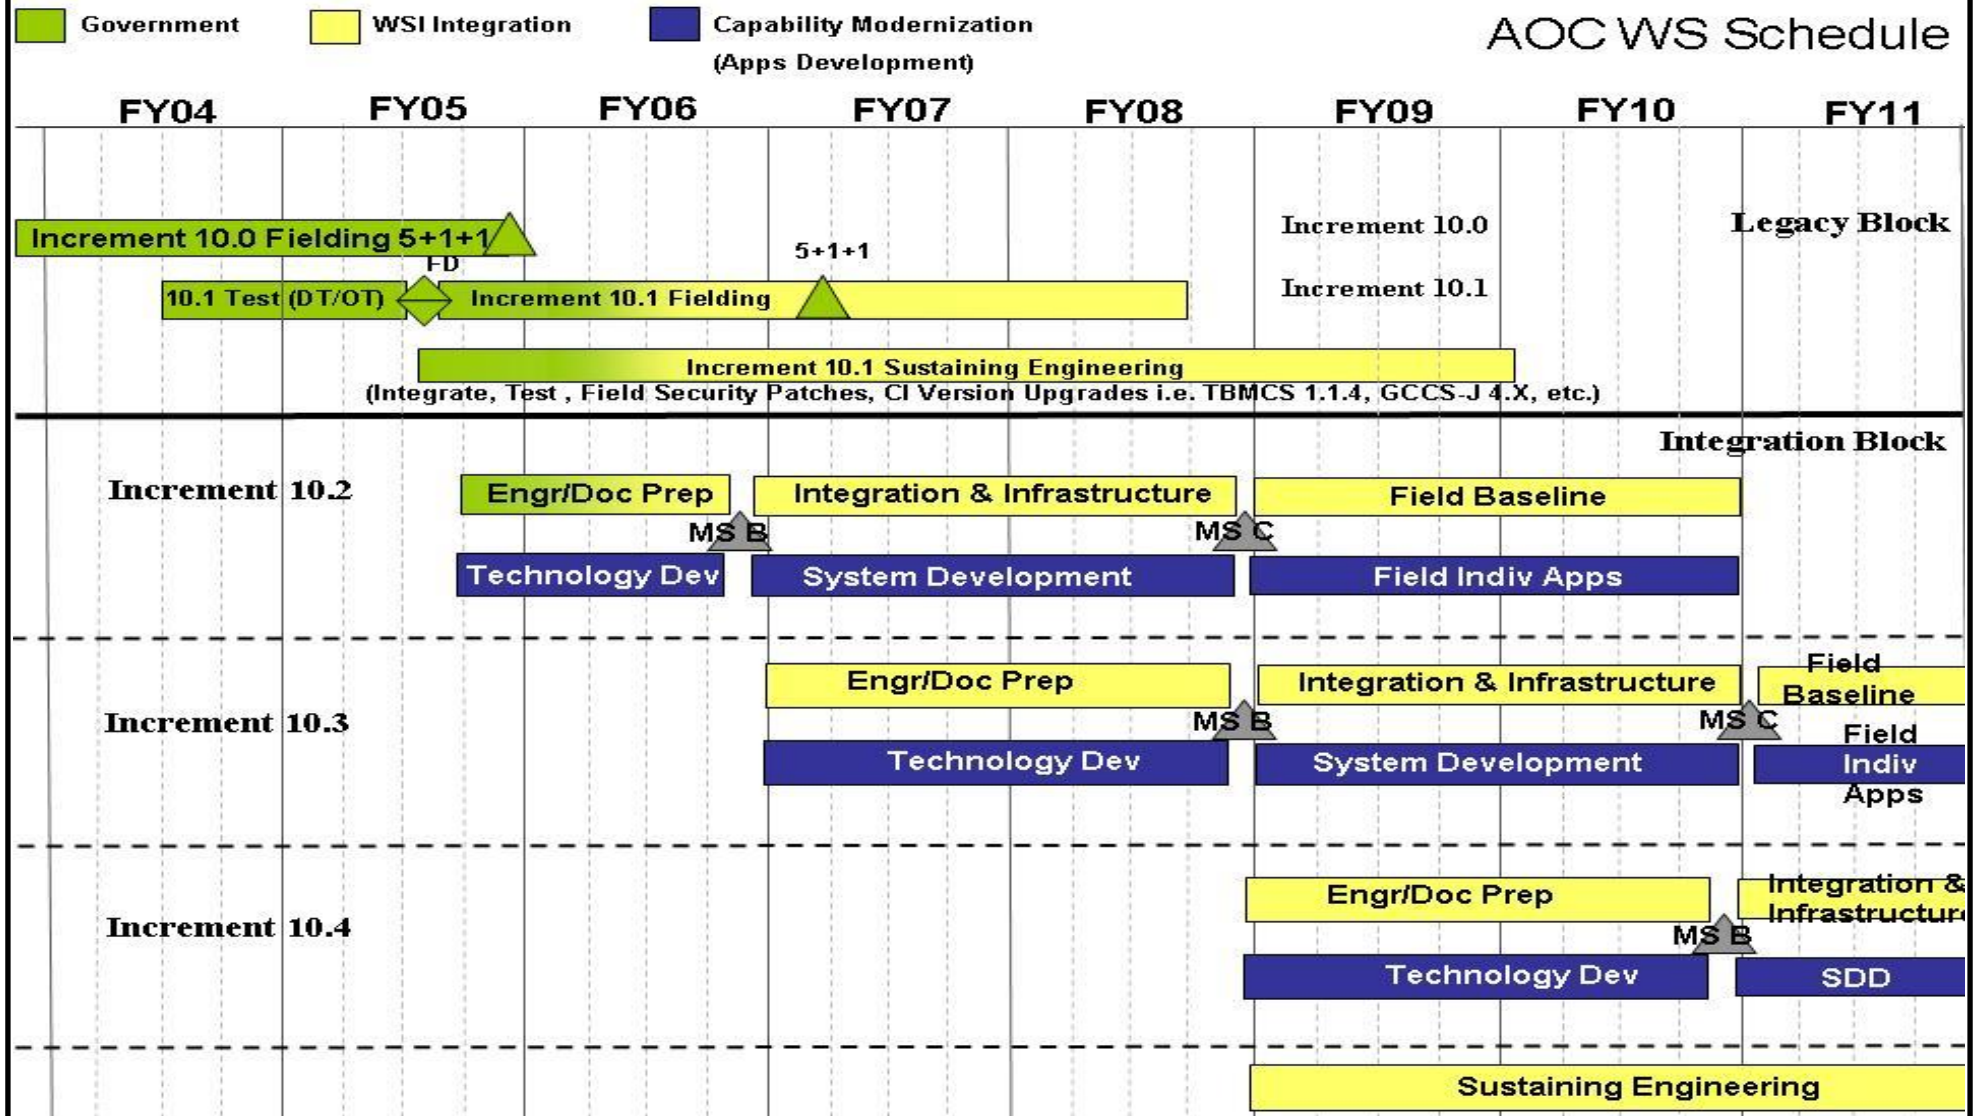 Government
WSI Integration
Capability Modernization
(Apps Development)
AOC WS Schedule
FY04
FY05
FY06
FY07
FY08
FY09
FY10
FY11
Increment 10.0 Fielding 5+1+1
Increment 10.0
Legacy Block
FD
5+1+1
10.1 Test (DT/OT)
Increment 10.1 Fielding
Increment 10.1
Increment 10.1 Sustaining Engineering
(Integrate, Test , Field Security Patches, CI Version Upgrades i.e. TBMCS 1.1.4, GCCS-J 4.X, etc.)
Integration Block
Increment 10.2
Engr/Doc Prep
Integration & Infrastructure
Field Baseline
MS B
MS C
Technology Dev
System Development
Field Indiv Apps
Increment 10.3
Engr/Doc Prep
Integration & Infrastructure
Field
Baseline
MS B
MS C
Technology Dev
System Development
Field
Indiv
Apps
Increment 10.4
Engr/Doc Prep
Integration &
Infrastructure
MS B
Technology Dev
SDD
Sustaining Engineering